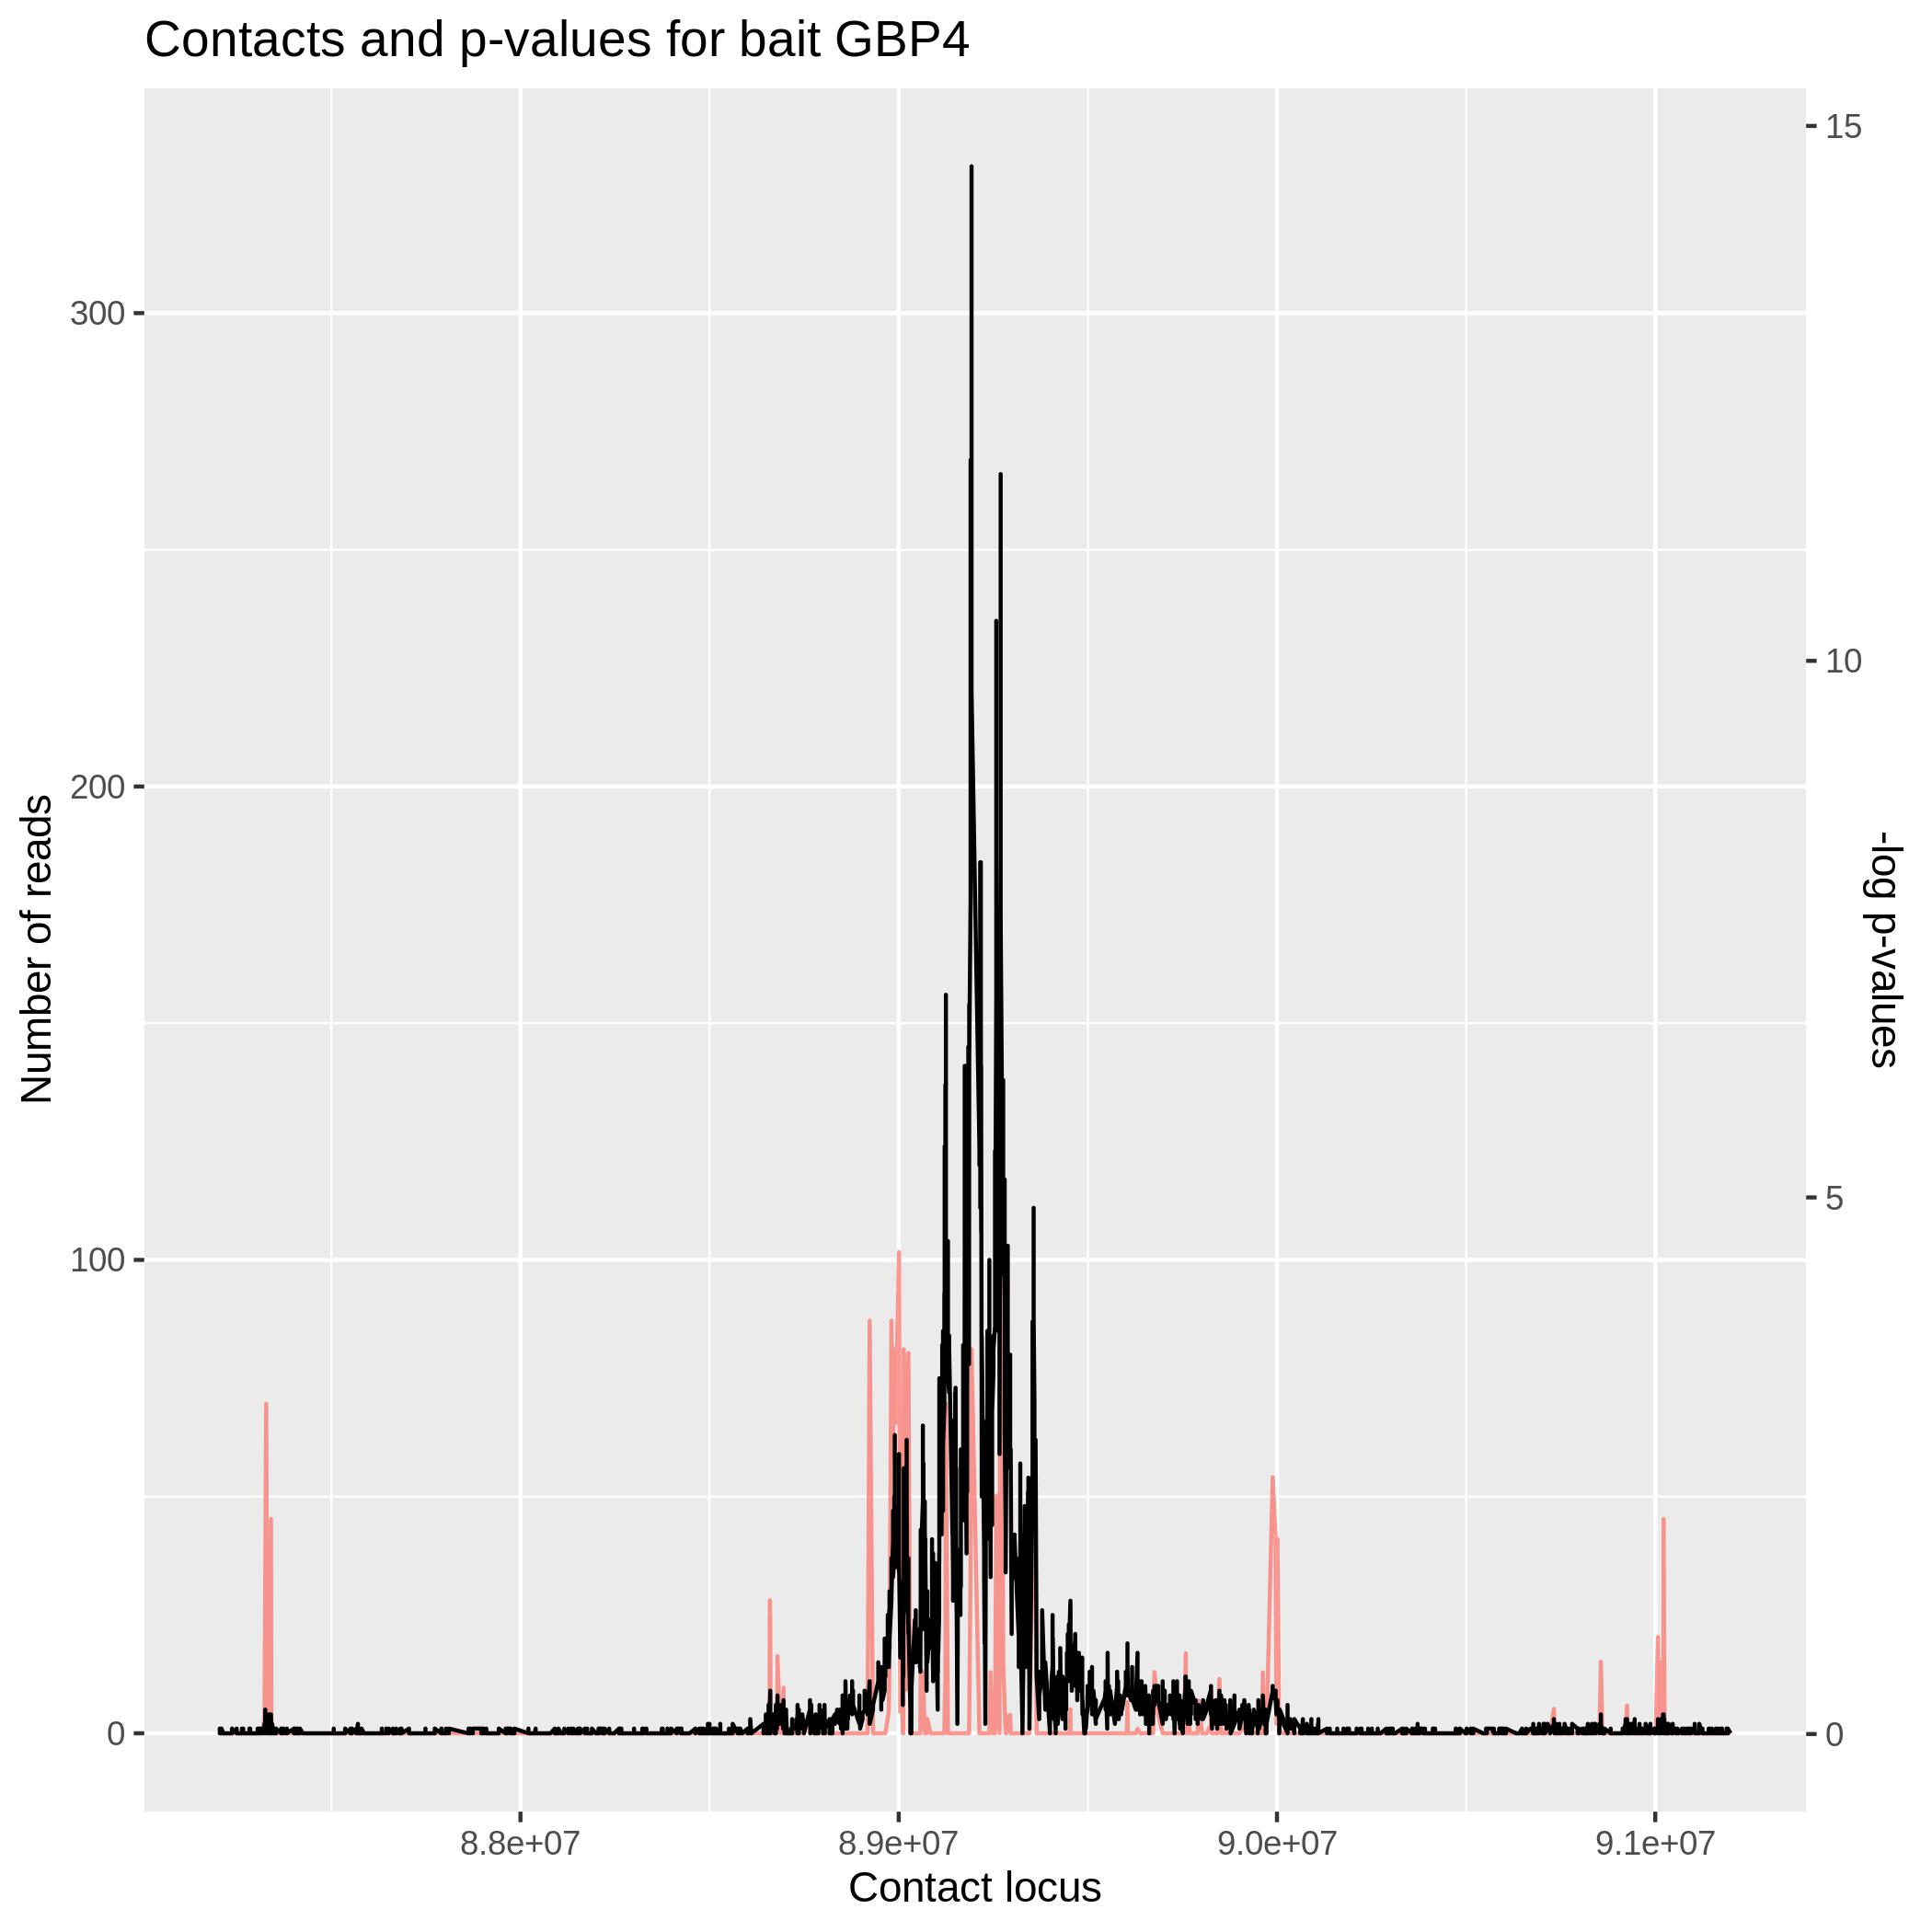 Contacts and p-values for bait GBP4
Number of reads
300
200
100
0
15
10
5
0
-log p-values
8.8e+07
8.9e+07
9.0e+07
9.1e+07
Contact locus